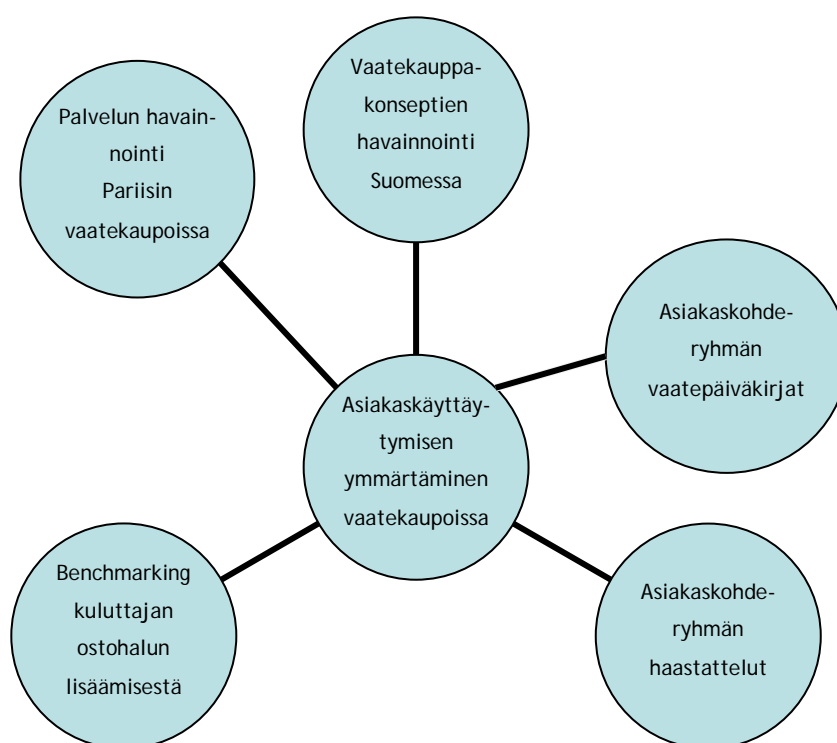 Palvelun havain-
nointi
Pariisin
vaatekaupoissa
Vaatekauppa-
konseptien
havainnointi
Suomessa
Asiakaskohde-
ryhmän
vaatepäiväkirjat
Asiakaskäyttäy-
tymisen
ymmärtäminen
vaatekaupoissa
Benchmarking
kuluttajan
ostohalun
lisäämisestä
Asiakaskohde-
ryhmän
haastattelut